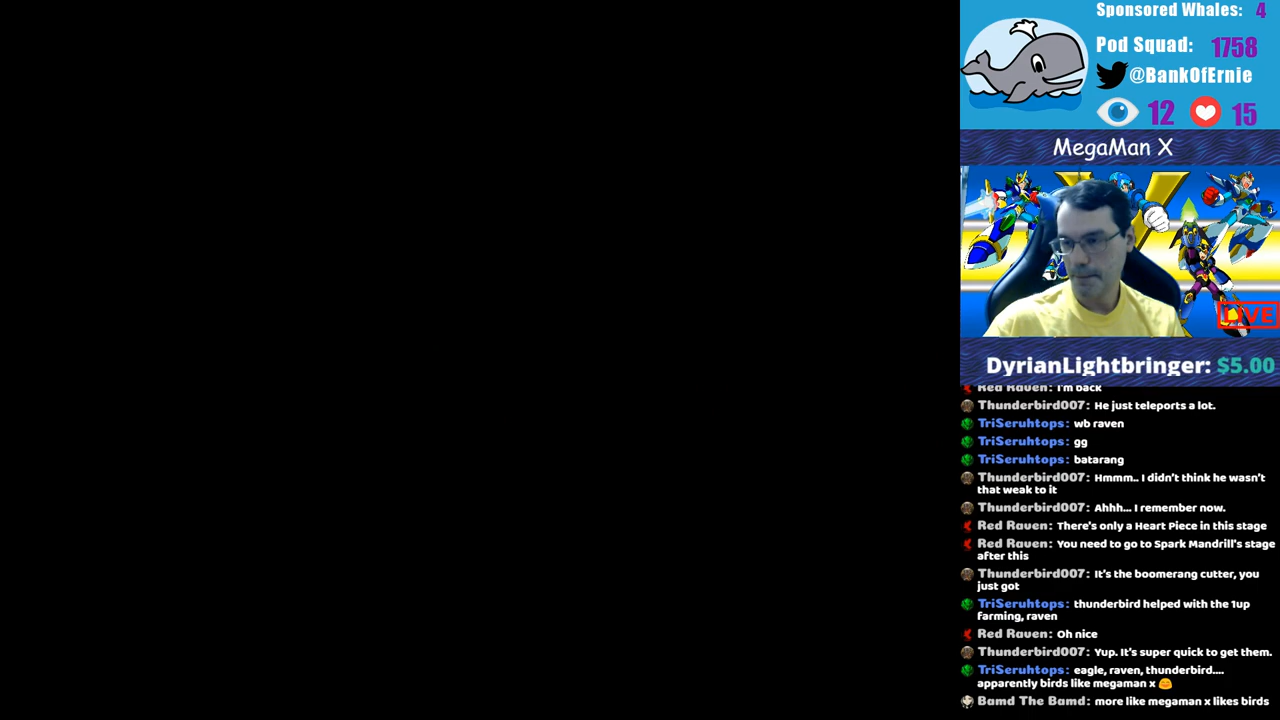 Sponsored Whales: 4
Pod Squad: 1758
@BankOfErnie
12 15
MegaMan X
LIVE
DyrianLightbringer: $5.00
Red Raven: I'm back
Thunderbird007: He just teleports a lot.
TriSeruhtops: wb raven
TriSeruhtops: gg
TriSeruhtops: batarang
Thunderbird007: Hmmm.. I didn't think he wasn't
that weak to it
Thunderbird007: Ahhh... I remember now.
Red Raven: There's only a Heart Piece in this stage
Red Raven: You need to go to Spark Mandrill's stage
after this
Thunderbird007: It's the boomerang cutter, you
just got
TriSeruhtops: thunderbird helped with the 1up
farming, raven
Red Raven: Oh nice
Thunderbird007: Yup. It's super quick to get them.
TriSeruhtops: eagle, raven, thunderbird....
apparently birds like megaman x
Bamd The Bamd: more like megaman x likes birds